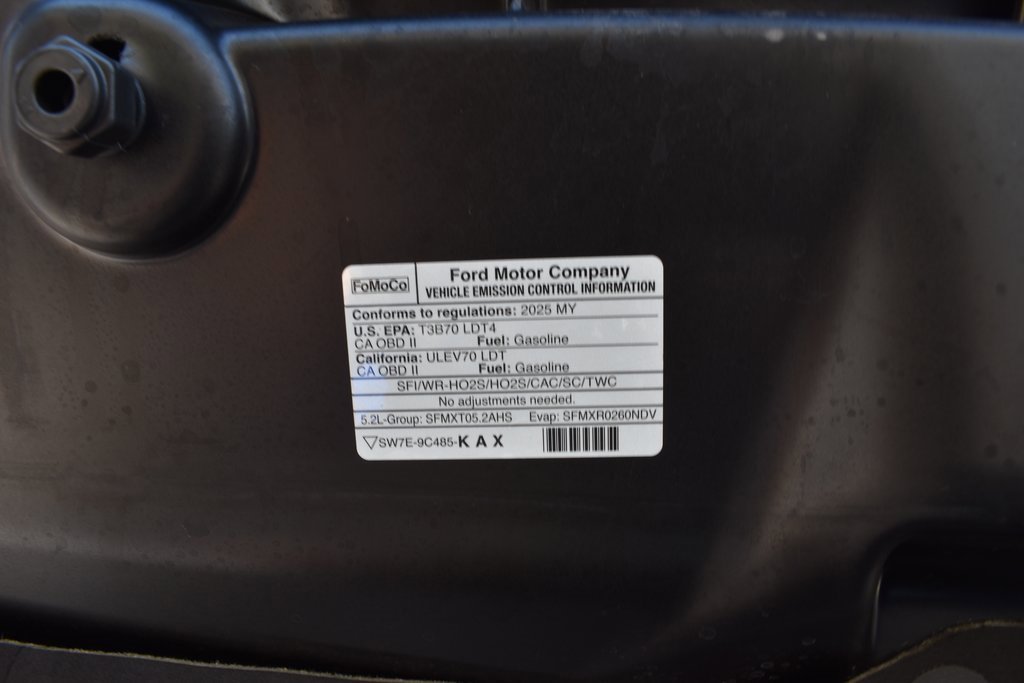 FoMoCo
Ford Motor Company
VEHICLE EMISSION CONTROL INFORMATION
Conforms to regulations: 2025 MY
U.S. EPA: T3B70 LDT4
CA OBD II Fuel: Gasoline
California: ULEV70 LDT
CA OBD II Fuel: Gasoline
SFI/WR-HO2S/HO2S/CAC/SC/TWC
No adjustments needed.
5.2L-Group: SFMXT05.2AHS Evap: SFMXR0260NDV
SW7E-9C485-KAX